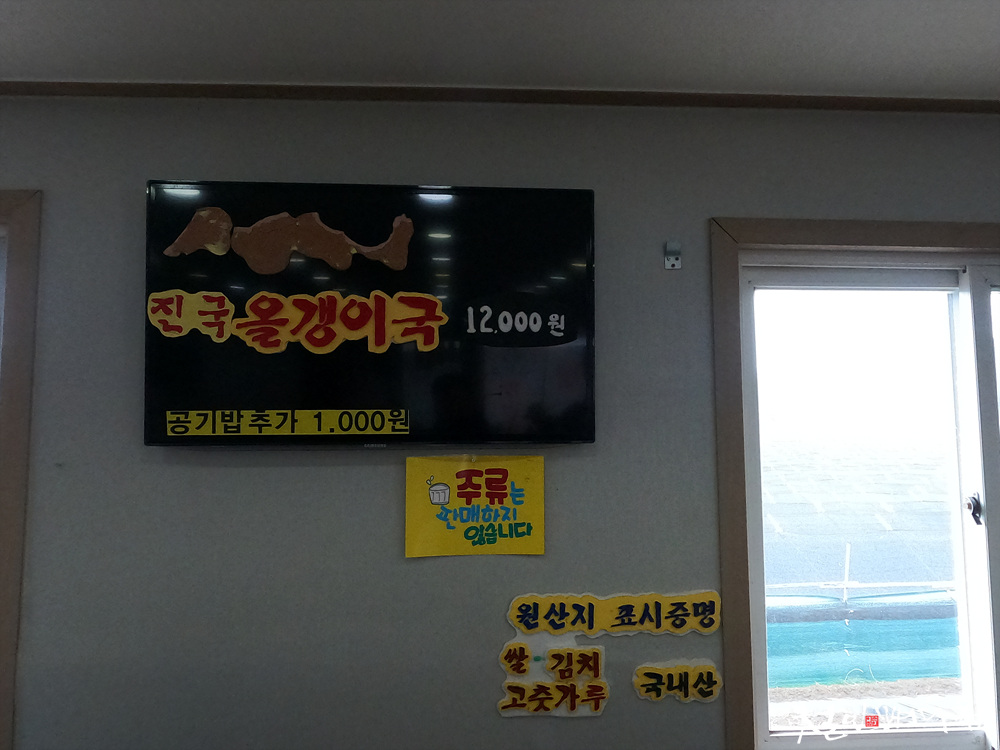 진국 올갱이국 12,000원
공기밥추가 1.000원
SAMSUNG
주류는
판매하지
않습니다
원산지 표시증명
쌀 - 김치
고춧가루 국내산